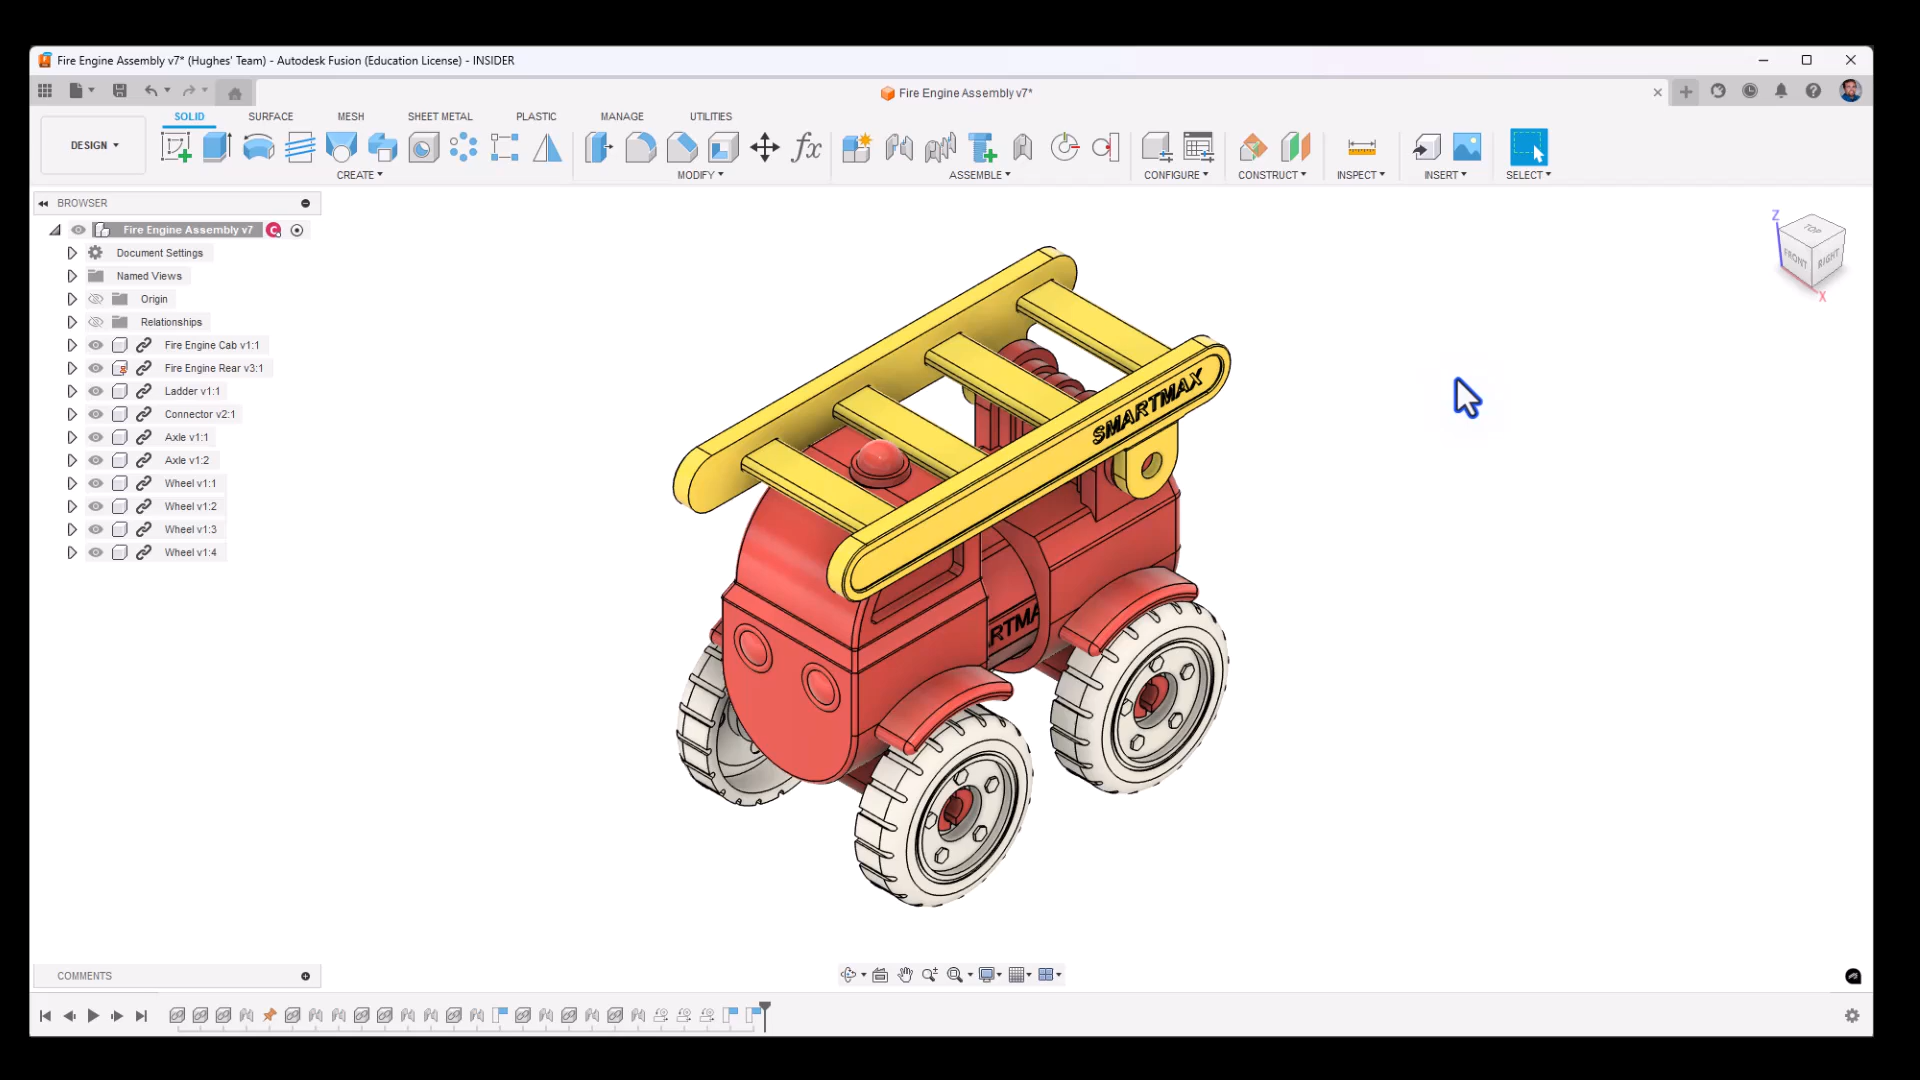 Fire Engine Assembly v7* (Hughes' Team) - Autodesk Fusion (Education License) - INSIDER
Fire Engine Assembly v7*
DESIGN
SOLID SURFACE MESH SHEET METAL PLASTIC MANAGE UTILITIES
fx
CREATE MODIFY ASSEMBLE CONFIGURE CONSTRUCT INSPECT INSERT SELECT
BROWSER
Fire Engine Assembly v7 C
Document Settings
Named Views
Origin
Relationships
Fire Engine Cab v1:1
Fire Engine Rear v3:1
Ladder v1:1
Connector v2:1
Axle v1:1
Axle v1:2
Wheel v1:1
Wheel v1:2
Wheel v1:3
Wheel v1:4
Z
TOP
FRONT RIGHT
X
SMARTMAX
RTMA
COMMENTS